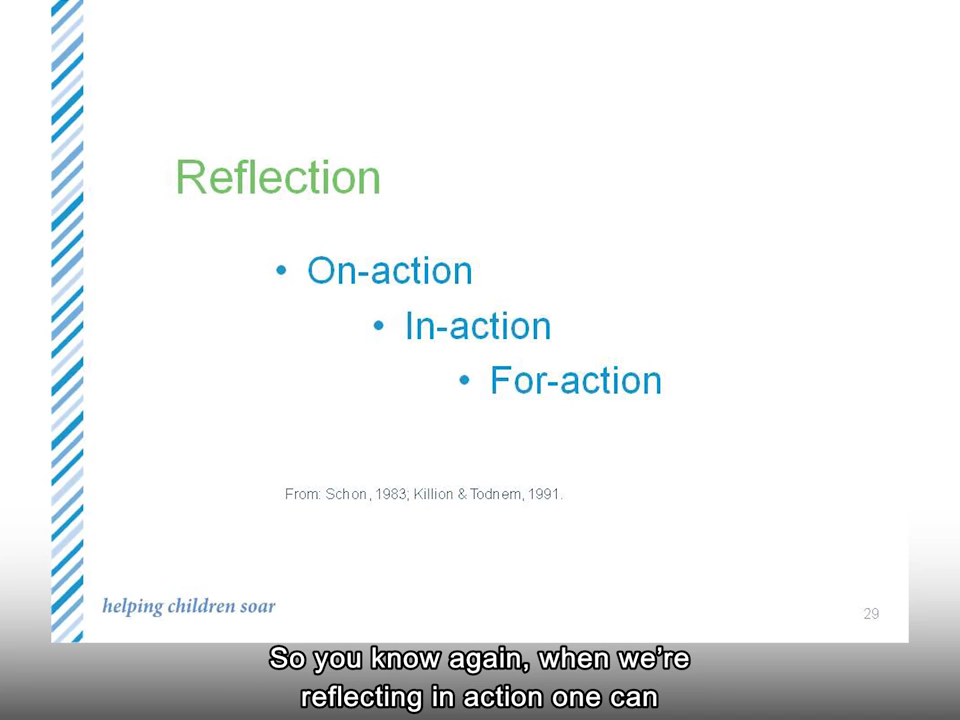 Reflection
• On-action
• In-action
• For-action
From: Schon, 1983; Killion & Todnem, 1991.
helping children soar
29
So you know again, when we're
reflecting in action one can